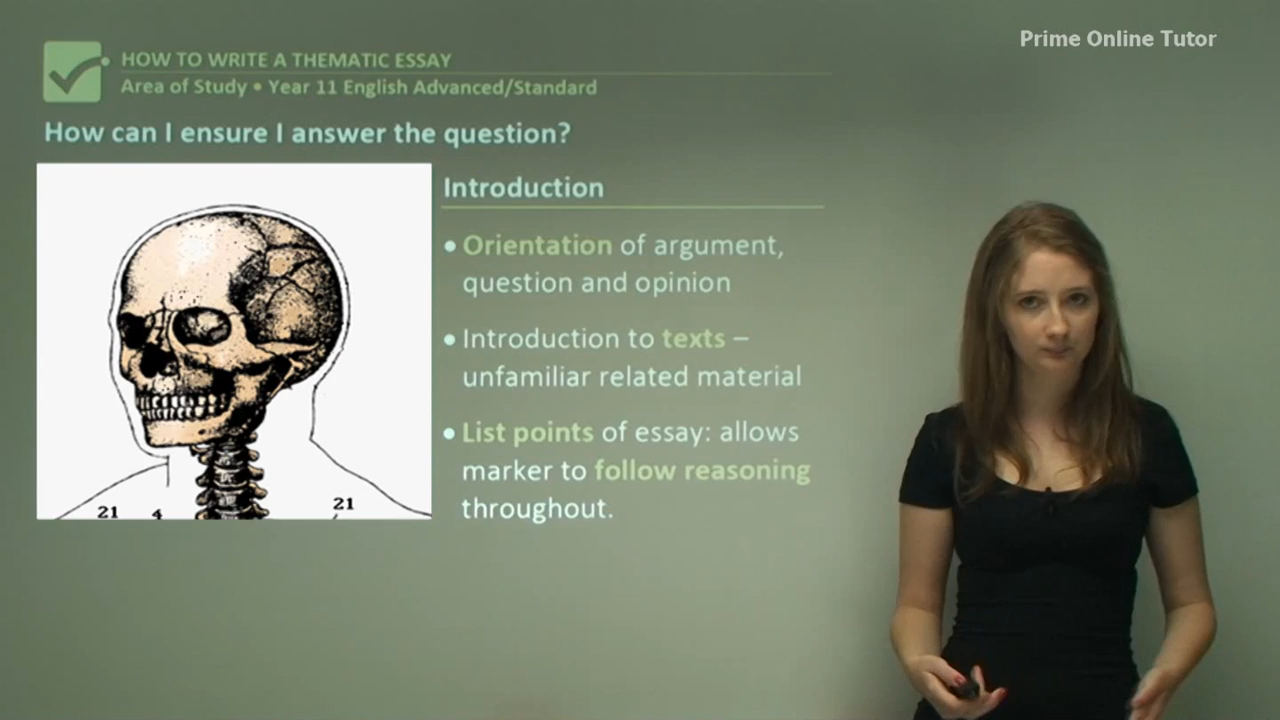 Prime Online Tutor
HOW TO WRITE A THEMATIC ESSAY
Area of Study • Year 11 English Advanced/Standard
How can I ensure I answer the question?
Introduction
• Orientation of argument,
question and opinion
• Introduction to texts –
unfamiliar related material
• List points of essay: allows
marker to follow reasoning
throughout.
21 4 21